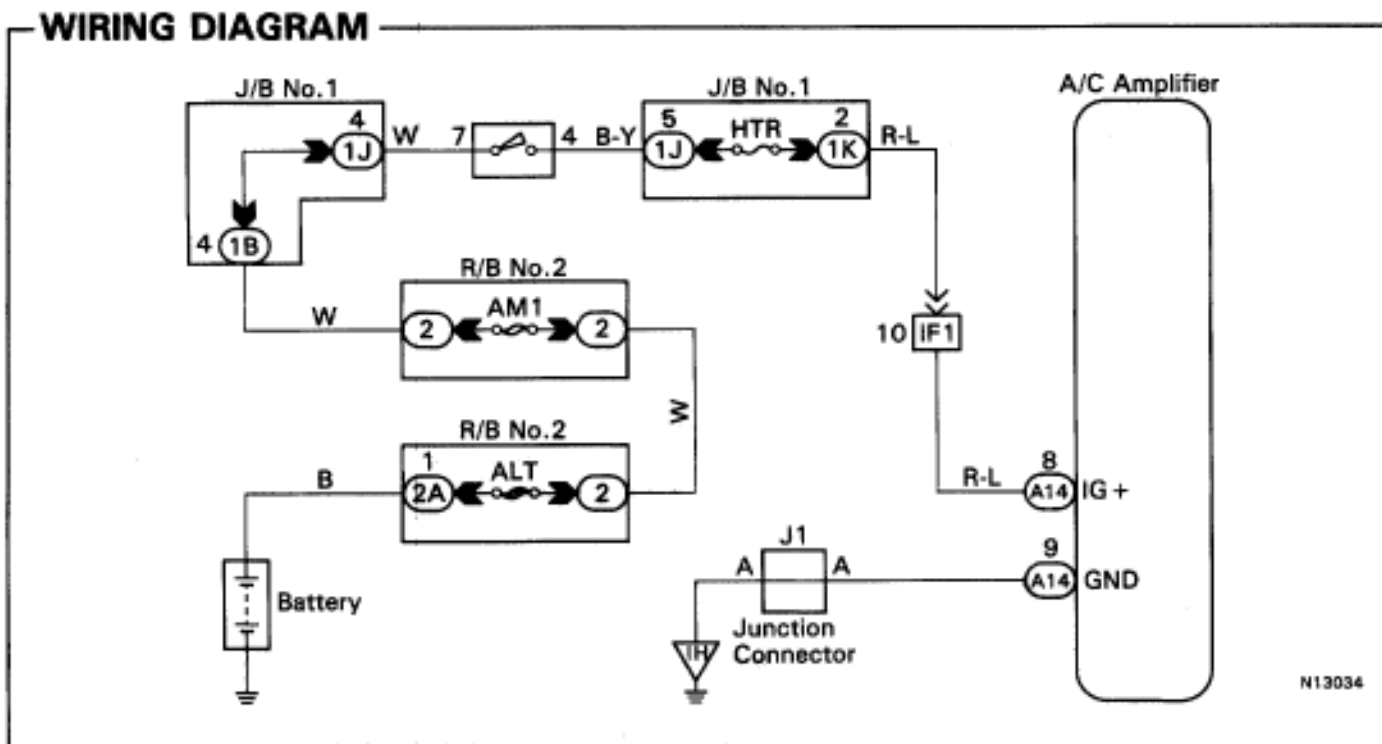 WIRING DIAGRAM
J/B No.1
J/B No.1
A/C Amplifier
4
1J
W
7
4
B-Y
5
1J
HTR
2
1K
R-L
4
1B
R/B No.2
W
2
AM1
2
10
IF1
W
R/B No.2
B
1
2A
ALT
2
R-L
8
A14
IG +
J1
9
A
A
A14
GND
Battery
Junction
Connector
IH
N13034